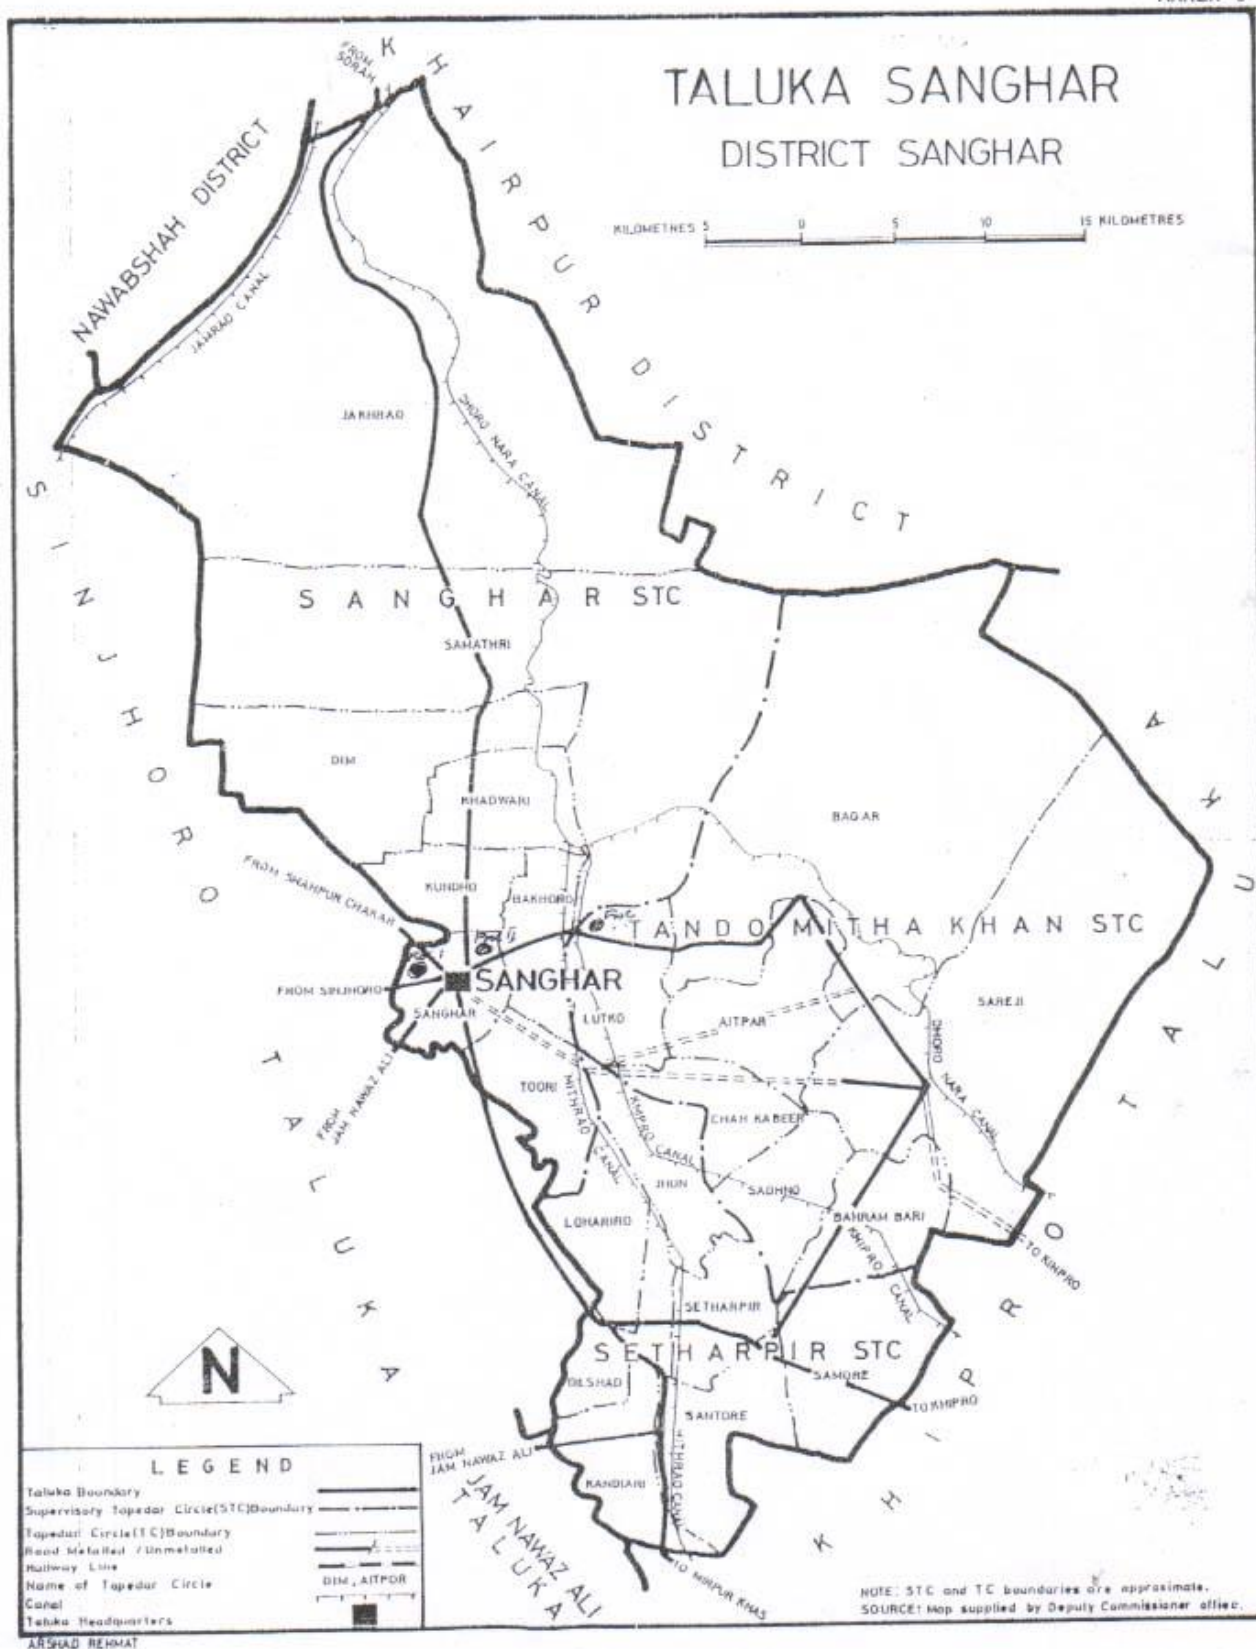 TALUKA SANGHAR
DISTRICT SANGHAR
KILOMETRES 5 0 5 10 15 KILOMETRES
FROM SORAH
KHAIRPUR DISTRICT
NAWABSHAH DISTRICT
JAMRAO CANAL
JAKHRAO
DHORO NARA CANAL
SINJHORO TALUKA
SANGHAR STC
SAMATHRI
DIM
KHADWARI
BAGAR
FROM SHAHPUR CHAKAR
KUNDHO
BAKHORO
TANDO MITHA KHAN STC
SANGHAR
FROM SINJHORO
SANGHAR
LUTKO
AITPAR
SAREJI
FROM JAM NAWAZ ALI
TOORI
MITHRAO CANAL
KHIPRO CANAL
CHAH KABEER
DHORO NARA CANAL
JHON
SADHNO
LOHARIRO
BAHRAM BARI
KHIPRO CANAL
TO KHIPRO
KHIPRO TALUKA
SETHARPIR
SETHARPIR STC
DILSHAD
SAMORE
SANTORE
TO KHIPRO
FROM
JAM NAWAZ ALI
MITHRAO CANAL
KANDIARI
JAM NAWAZ ALI
TALUKA
TO MIRPUR KHAS
N
LEGEND
Taluka Boundary
Supervisory Tapedar Circle(STC)Boundary
Tapedari Circle(TC)Boundary
Road Metalled / Unmetalled
Railway Line
Name of Tapedar Circle DIM, AITPOR
Canal
Taluka Headquarters
NOTE: STC and TC boundaries are approximate.
SOURCE: Map supplied by Deputy Commissioner office.
ARSHAD REHMAT